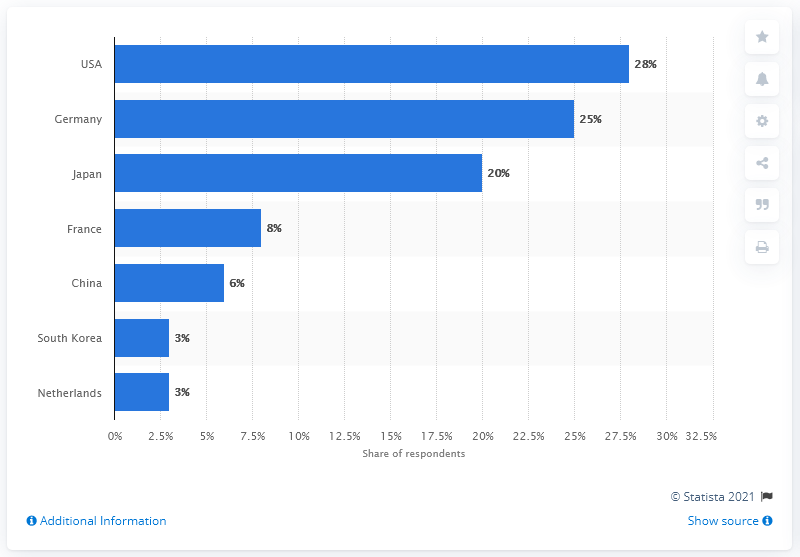 USA 28%
Germany 25%
Japan 20%
France 8%
China 6%
South Korea 3%
Netherlands 3%
0% 2.5% 5% 7.5% 10% 12.5% 15% 17.5% 20% 22.5% 25% 27.5% 30% 32.5%
Share of respondents
© Statista 2021
Additional Information Show source